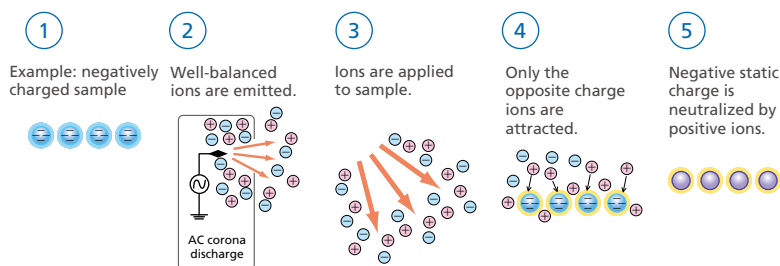 1
Example: negatively
charged sample
2
Well-balanced
ions are emitted.
AC corona
discharge
3
Ions are applied
to sample.
4
Only the
opposite charge
ions are
attracted.
5
Negative static
charge is
neutralized by
positive ions.